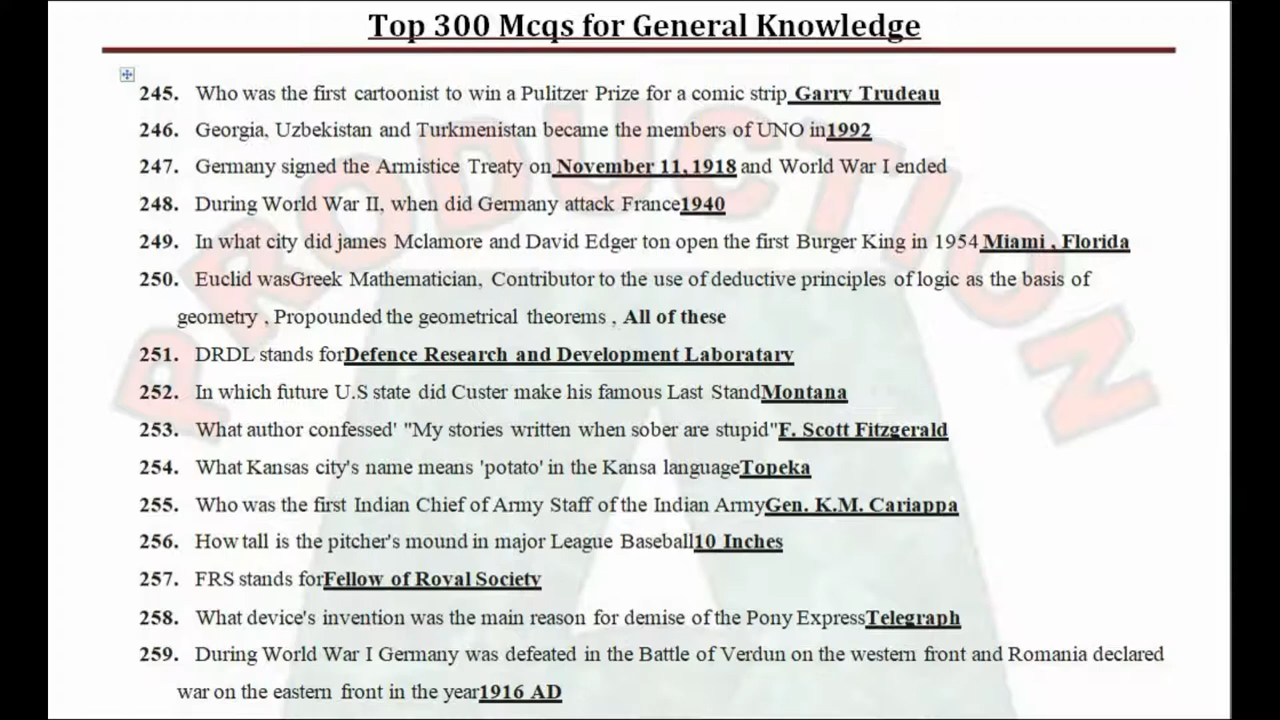 Top 300 Mcqs for General Knowledge
245. Who was the first cartoonist to win a Pulitzer Prize for a comic strip Garry Trudeau
246. Georgia, Uzbekistan and Turkmenistan became the members of UNO in1992
247. Germany signed the Armistice Treaty on November 11, 1918 and World War I ended
248. During World War II, when did Germany attack France1940
249. In what city did james Mclamore and David Edger ton open the first Burger King in 1954 Miami , Florida
250. Euclid wasGreek Mathematician, Contributor to the use of deductive principles of logic as the basis of
geometry , Propounded the geometrical theorems , All of these
251. DRDL stands forDefence Research and Development Laboratary
252. In which future U.S state did Custer make his famous Last StandMontana
253. What author confessed' "My stories written when sober are stupid"F. Scott Fitzgerald
254. What Kansas city's name means 'potato' in the Kansa languageTopeka
255. Who was the first Indian Chief of Army Staff of the Indian ArmyGen. K.M. Cariappa
256. How tall is the pitcher's mound in major League Baseball10 Inches
257. FRS stands forFellow of Royal Society
258. What device's invention was the main reason for demise of the Pony ExpressTelegraph
259. During World War I Germany was defeated in the Battle of Verdun on the western front and Romania declared
war on the eastern front in the year1916 AD
PRODUCTION